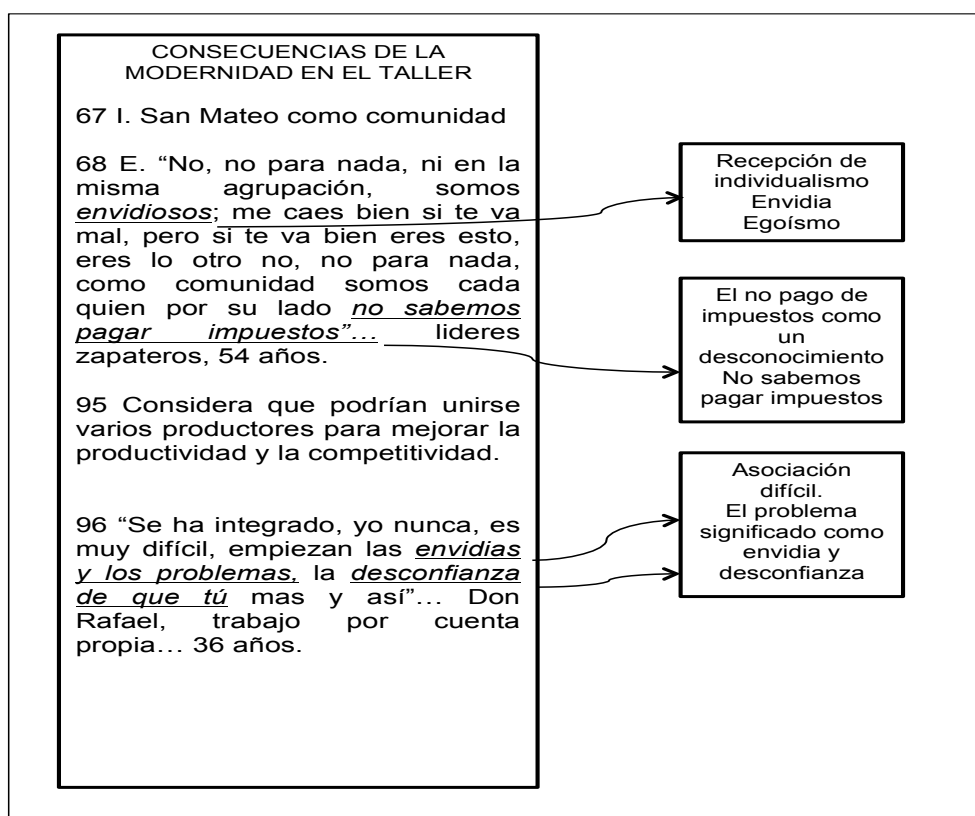 CONSECUENCIAS DE LA
MODERNIDAD EN EL TALLER
67 I. San Mateo como comunidad
68 E. “No, no para nada, ni en la
misma agrupación, somos
envidiosos; me caes bien si te va
mal, pero si te va bien eres esto,
eres lo otro no, no para nada,
como comunidad somos cada
quien por su lado no sabemos
pagar impuestos”… lideres
zapateros, 54 años.
95 Considera que podrían unirse
varios productores para mejorar la
productividad y la competitividad.
96 “Se ha integrado, yo nunca, es
muy difícil, empiezan las envidias
y los problemas, la desconfianza
de que tú mas y así”… Don
Rafael, trabajo por cuenta
propia… 36 años.
Recepción de
individualismo
Envidia
Egoísmo
El no pago de
impuestos como
un
desconocimiento
No sabemos
pagar impuestos
Asociación
difícil.
El problema
significado como
envidia y
desconfianza